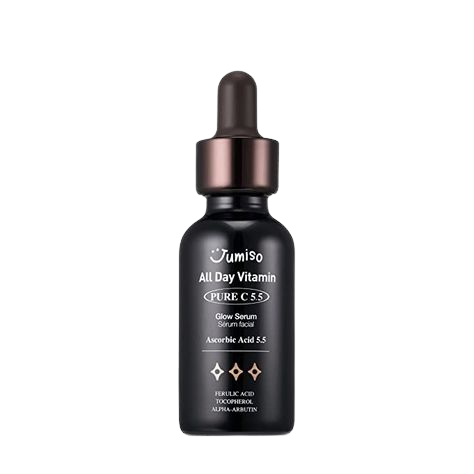 Jumiso
All Day Vitamin
PURE C 5.5
Glow Serum
Sérum facial
Ascorbic Acid 5.5
FERULIC ACID
TOCOPHEROL
ALPHA-ARBUTIN